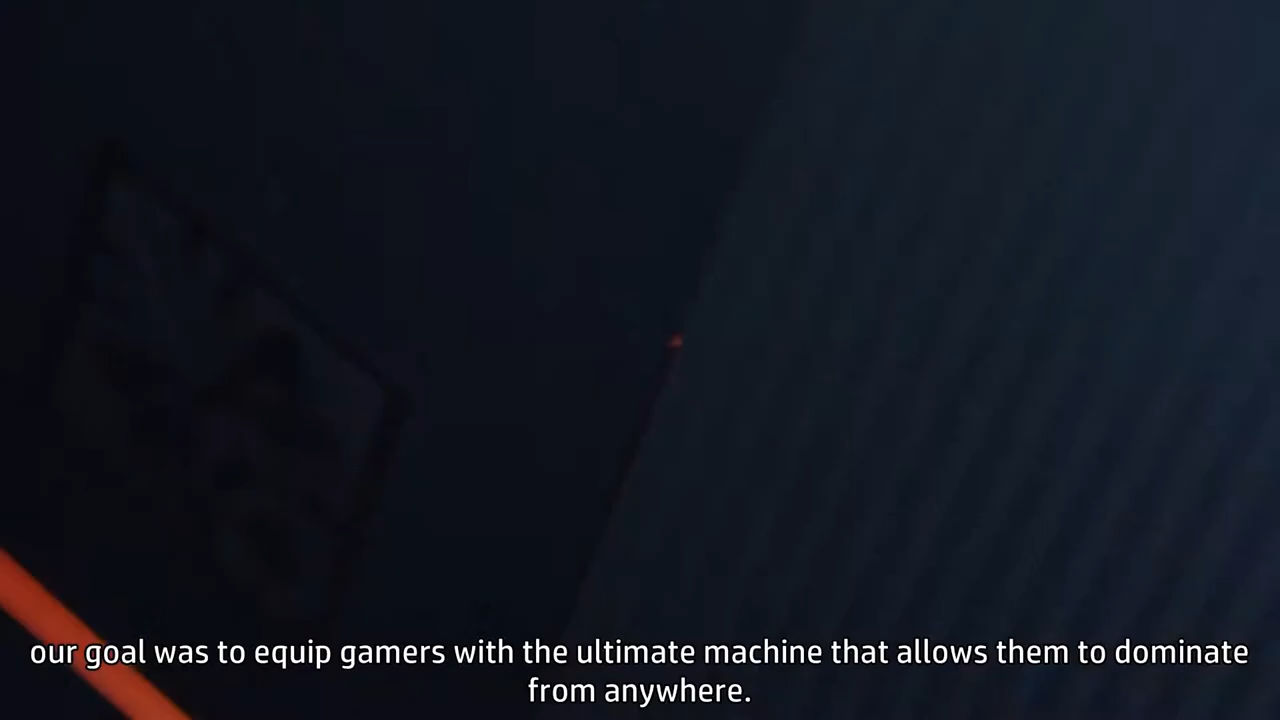 our goal was to equip gamers with the ultimate machine that allows them to dominate
from anywhere.